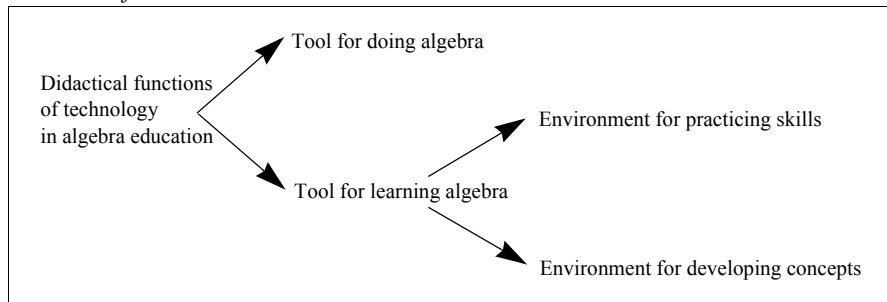 Tool for doing algebra
Didactical functions
of technology
in algebra education
Environment for practicing skills
Tool for learning algebra
Environment for developing concepts